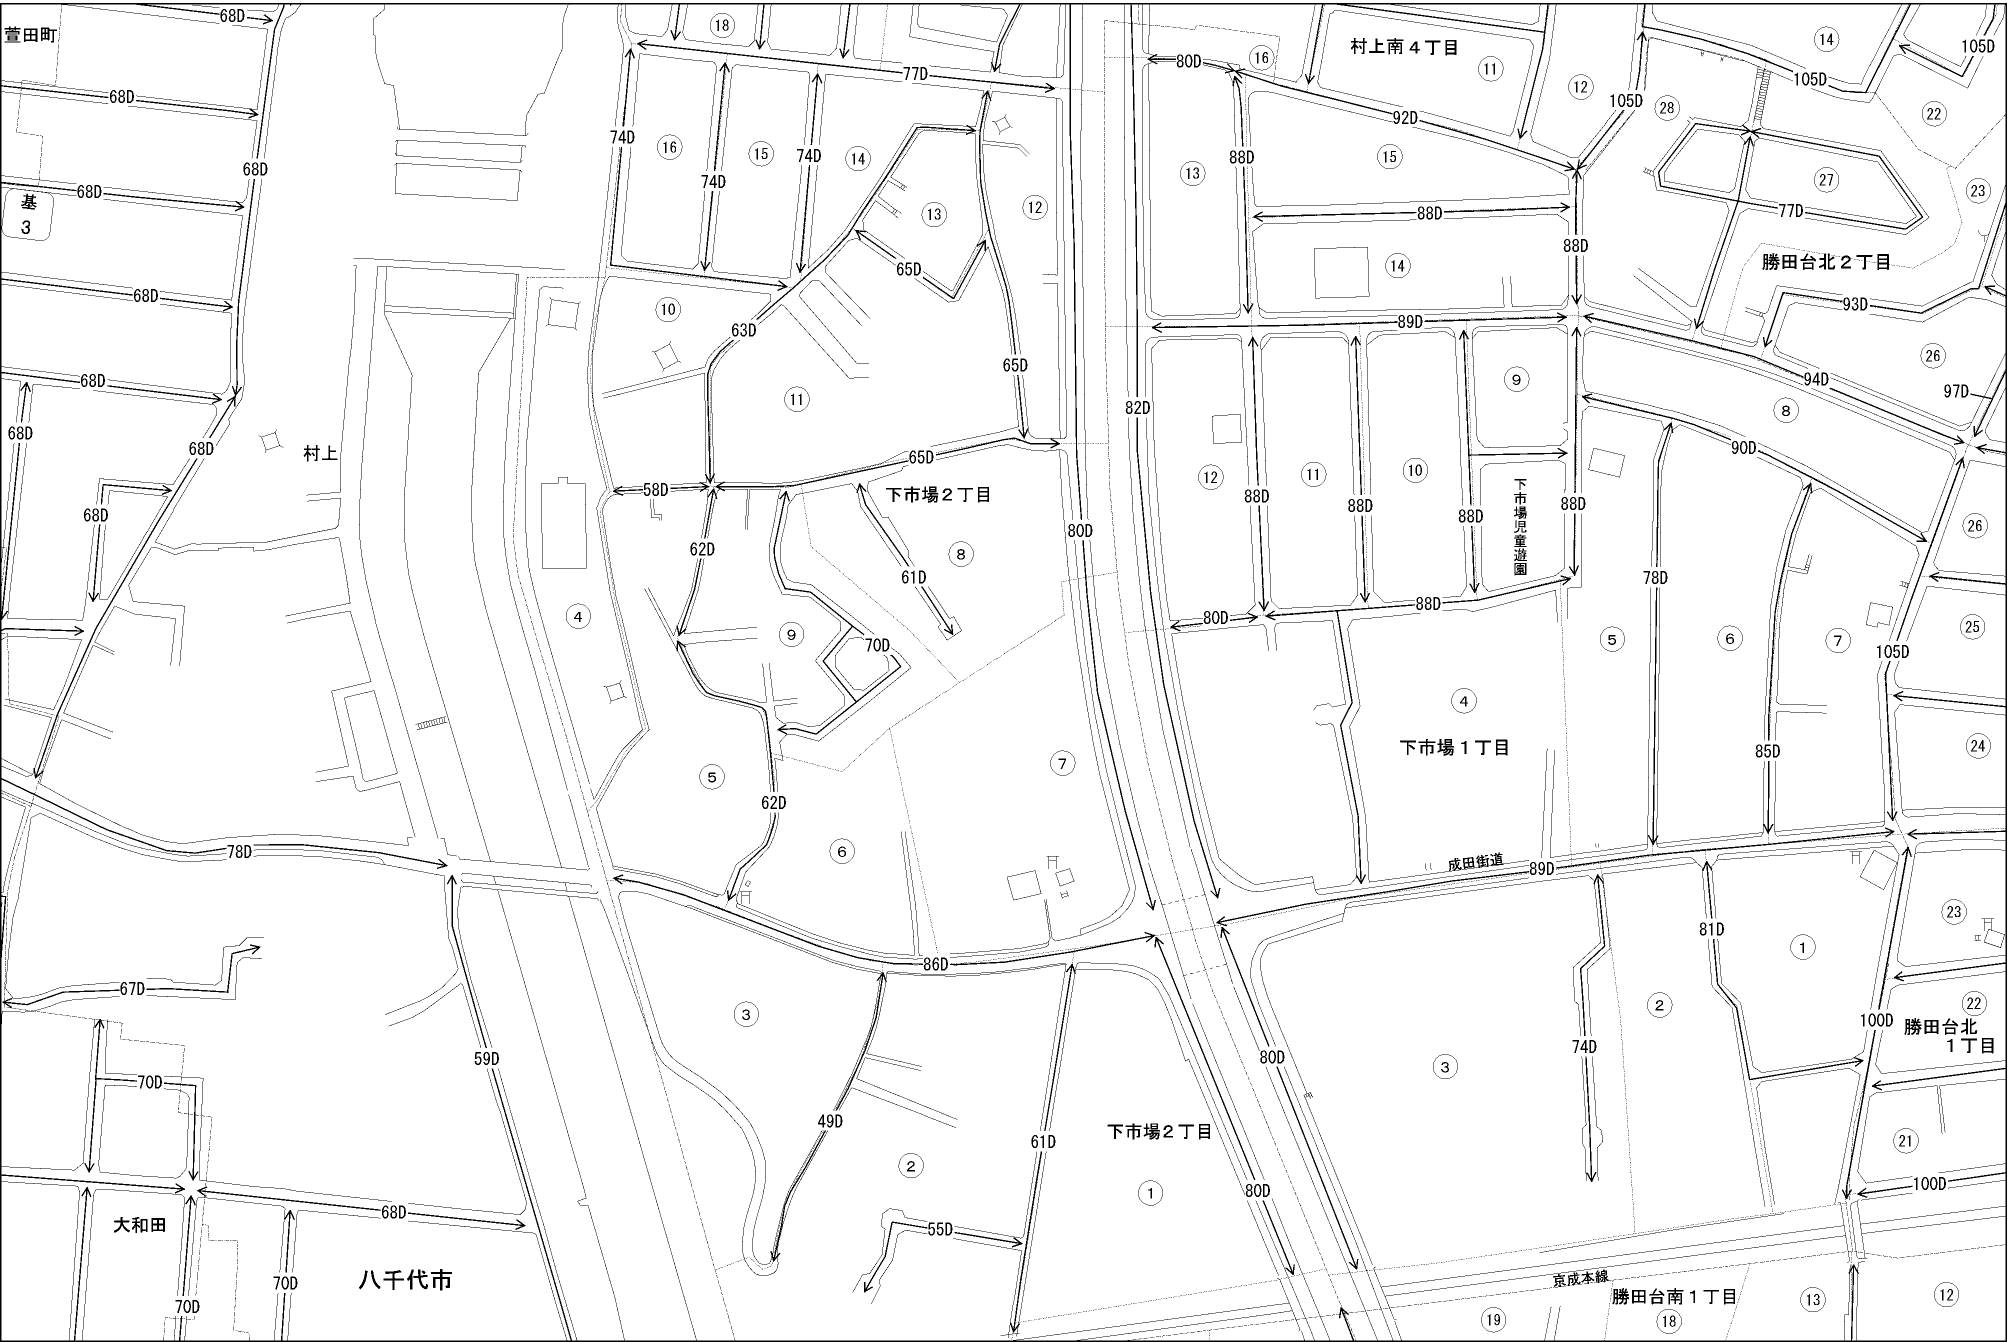 68D
萱田町
18
77D
80D
16
村上南４丁目
11
14
105D
105D
12
105D
28
22
68D
74D
16
15
74D
14
92D
15
88D
13
74D
68D
68D
基
3
13
12
27
23
77D
88D
88D
65D
14
勝田台北２丁目
68D
10
63D
89D
93D
26
65D
68D
11
82D
9
94D
97D
8
68D
68D
村上
65D
90D
58D
下市場２丁目
12
11
10
88D
88D
88D
88D
下市場児童遊園
68D
80D
26
62D
8
61D
78D
4
9
70D
80D
88D
5
6
7
25
105D
4
下市場１丁目
24
85D
5
7
62D
78D
6
成田街道
89D
23
81D
1
86D
67D
3
2
22
100D
勝田台北
１丁目
59D
70D
80D
74D
3
49D
下市場２丁目
61D
21
2
1
80D
100D
大和田
68D
55D
八千代市
70D
70D
京成本線
勝田台南１丁目
13
12
19
18